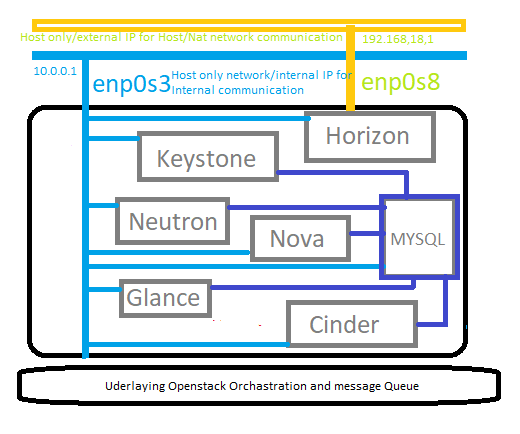 Host only/external IP for Host/Nat network communication
192.168,18,1
10.0.0.1
enp0s3
Host only network/internal IP for
Internal communication
enp0s8
Horizon
Keystone
Neutron
Nova
MYSQL
Glance
Cinder
Uderlaying Openstack Orchastration and message Queue